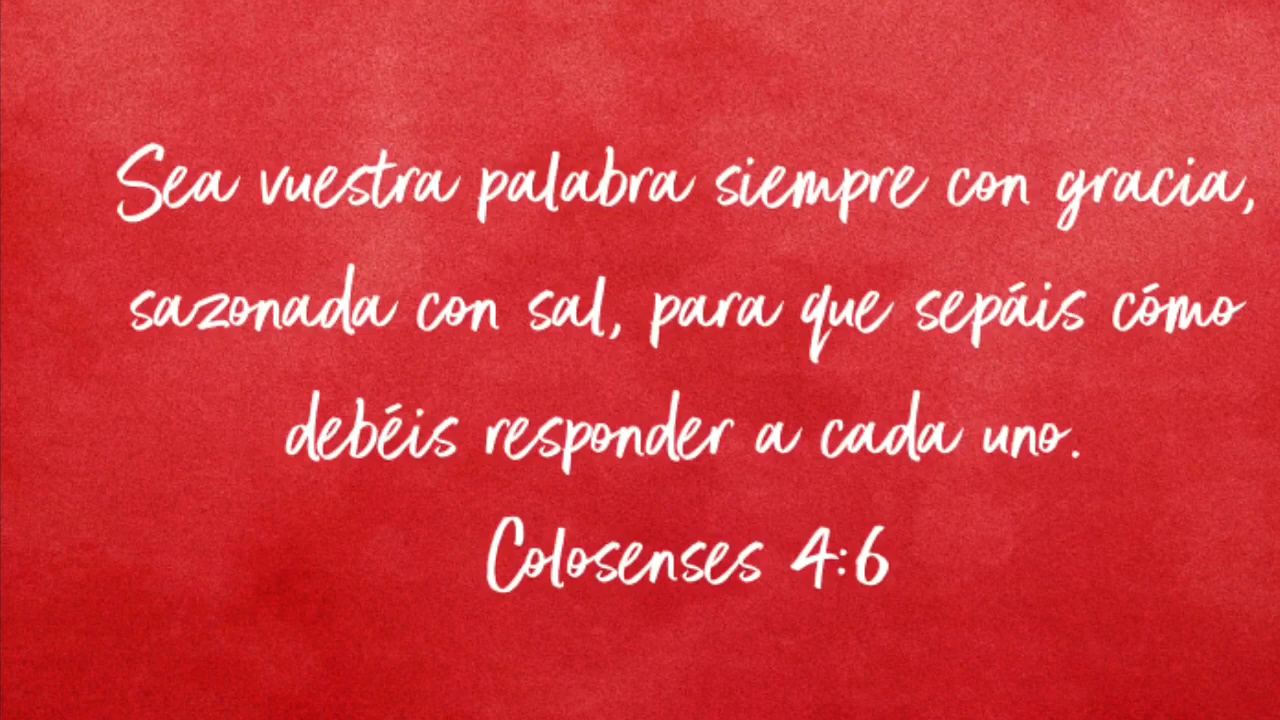 Sea vuestra palabra siempre con gracia,
sazonada con sal, para que sepáis cómo
debéis responder a cada uno.
Colosenses 4:6